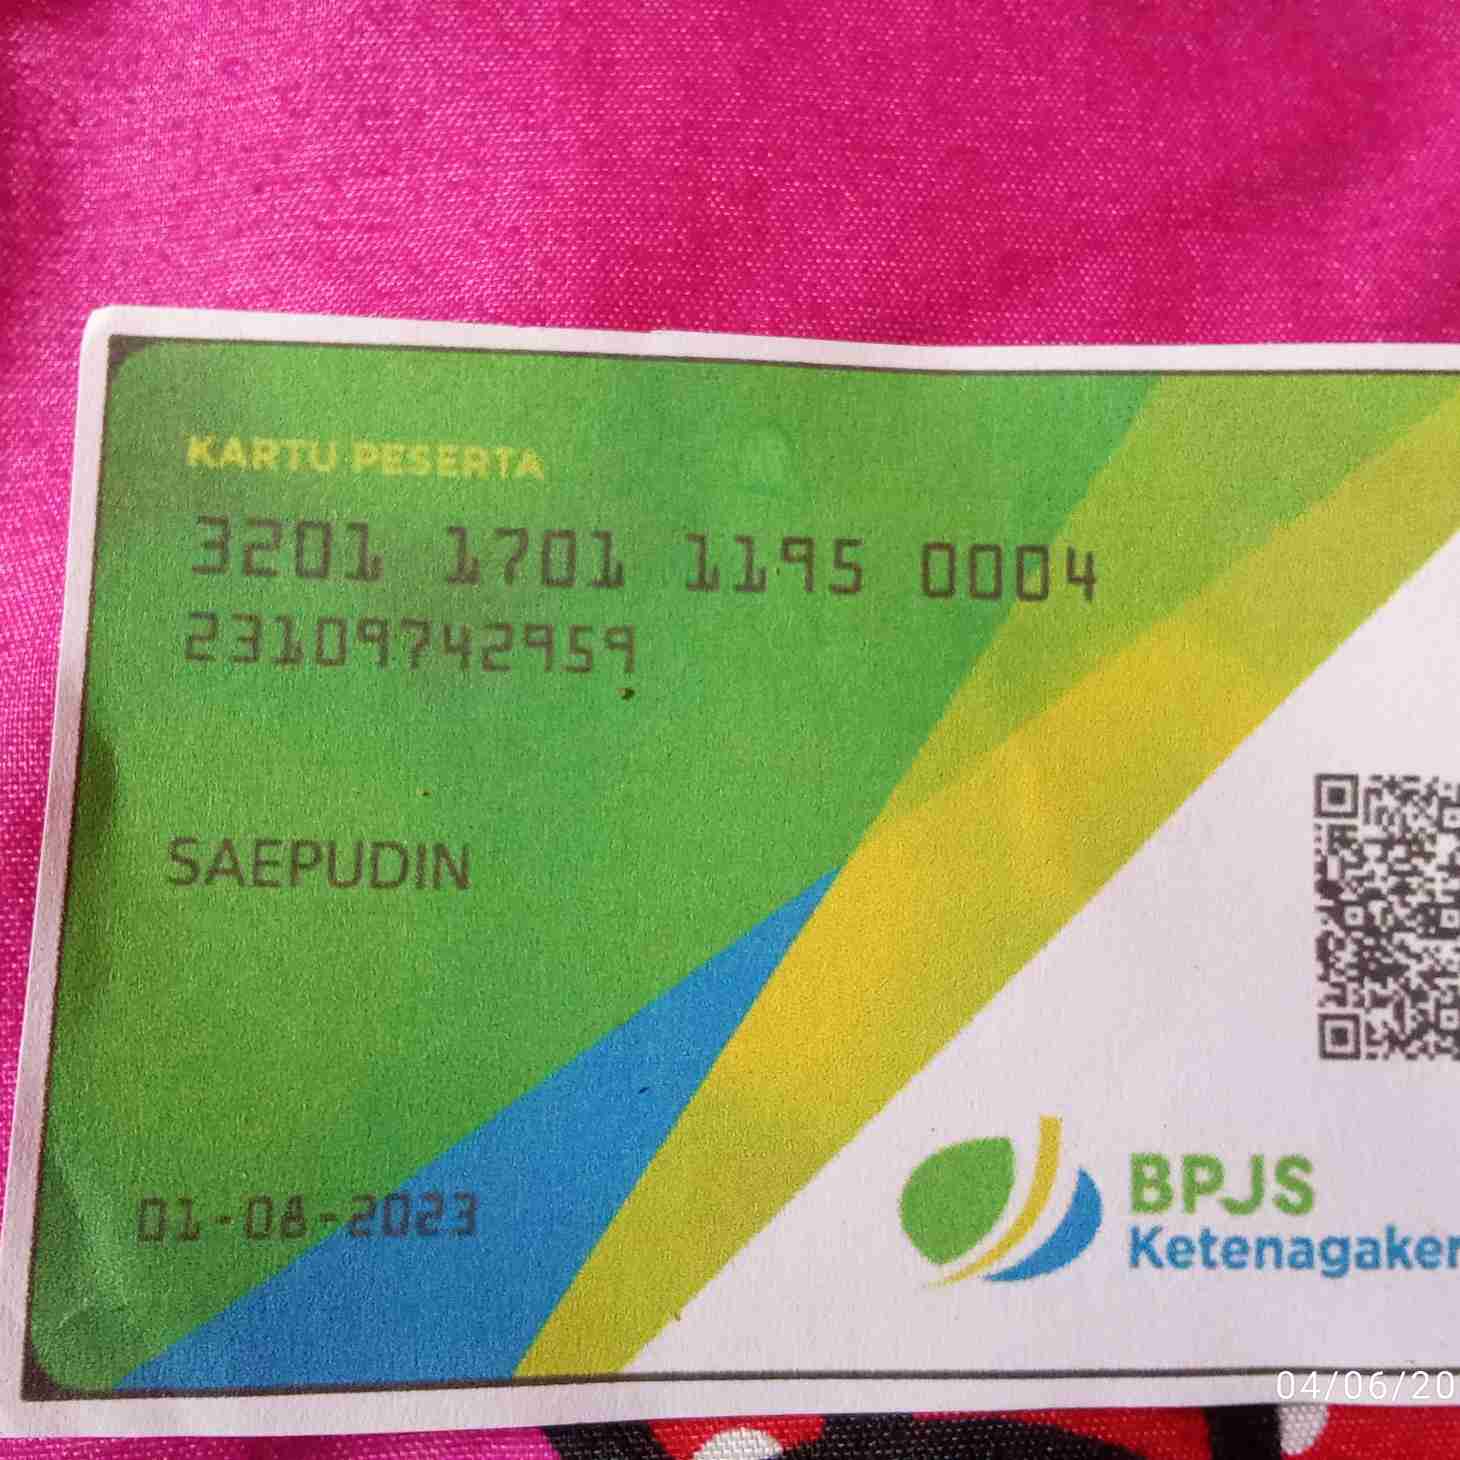 KARTU PESERTA
3201 1701 1195 0004
23109742959
SAEPUDIN
01-08-2023
BPJS
Ketenagaker
04/06/20